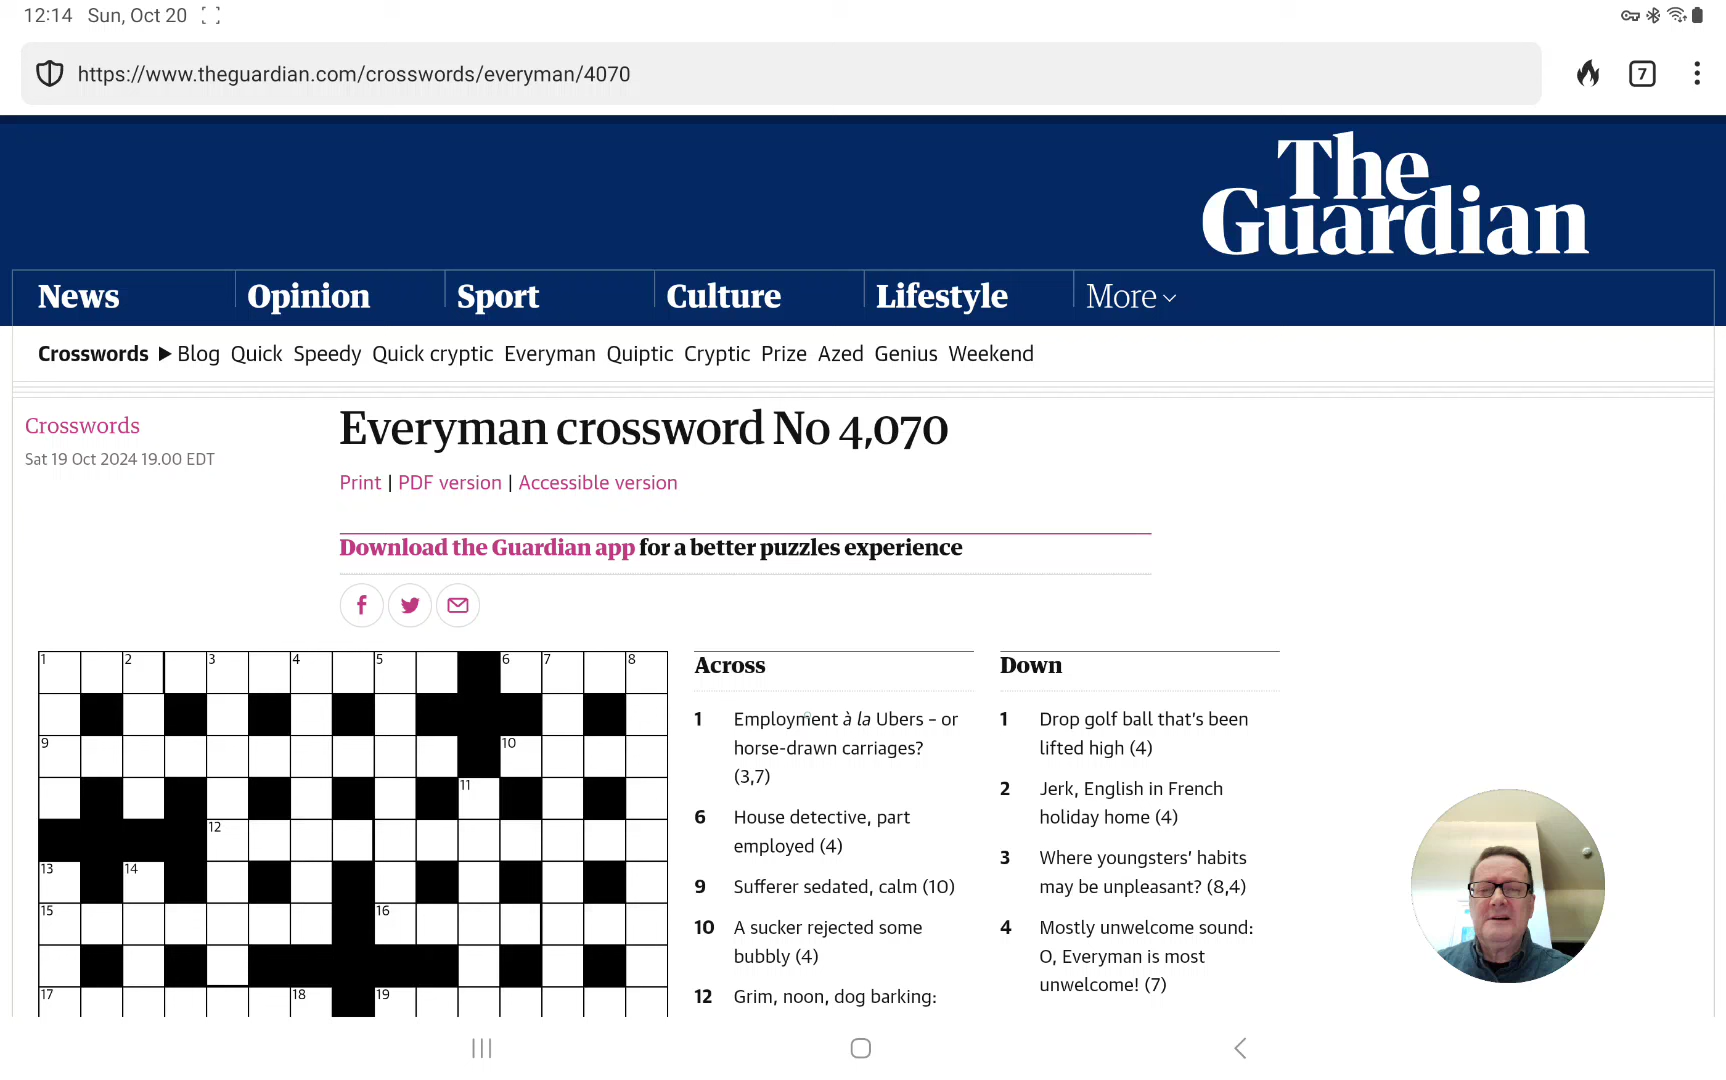 12:14 Sun, Oct 20
https://www.theguardian.com/crosswords/everyman/4070
7
The
Guardian
News Opinion Sport Culture Lifestyle More
Crosswords Blog Quick Speedy Quick cryptic Everyman Quiptic Cryptic Prize Azed Genius Weekend
Crosswords
Sat 19 Oct 2024 19.00 EDT
Everyman crossword No 4,070
Print | PDF version | Accessible version
Download the Guardian app for a better puzzles experience
1 2 3 4 5 6 7 8
9 10
11
12
13 14
15 16
17 18 19
Across
1 Employment à la Ubers – or
horse-drawn carriages?
(3,7)
6 House detective, part
employed (4)
9 Sufferer sedated, calm (10)
10 A sucker rejected some
bubbly (4)
12 Grim, noon, dog barking:
Down
1 Drop golf ball that's been
lifted high (4)
2 Jerk, English in French
holiday home (4)
3 Where youngsters' habits
may be unpleasant? (8,4)
4 Mostly unwelcome sound:
O, Everyman is most
unwelcome! (7)